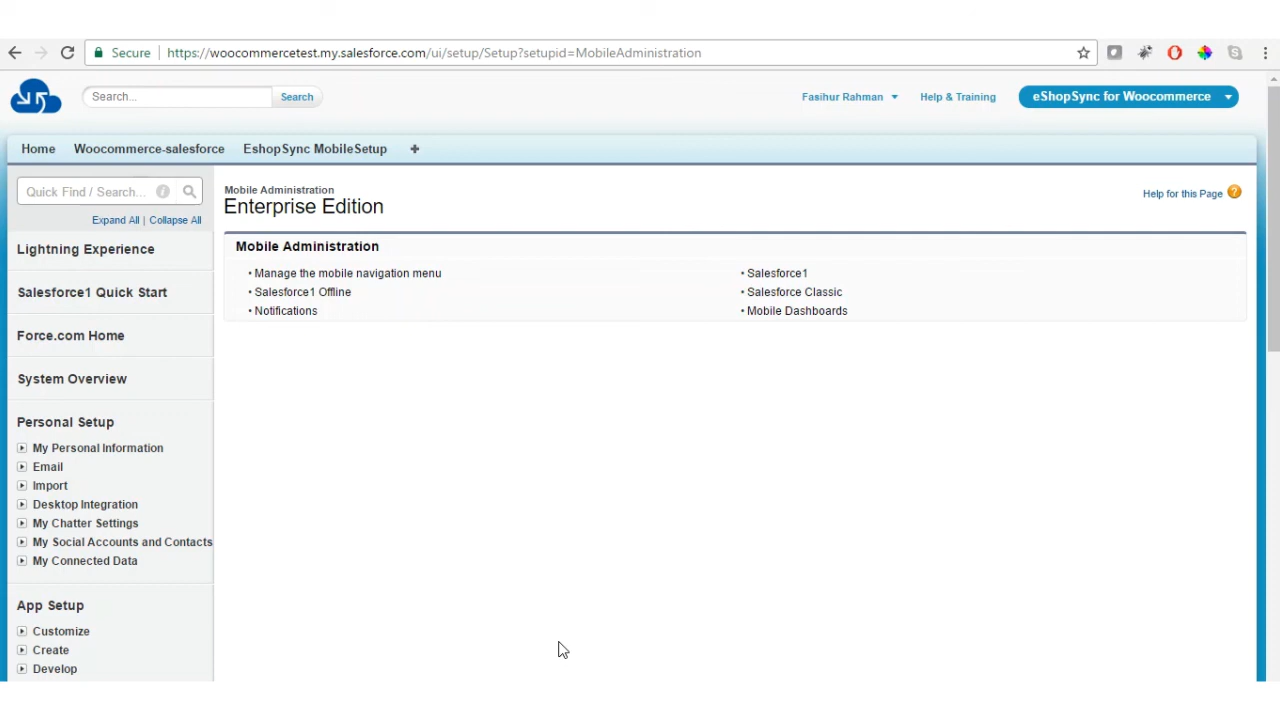 Secure https://woocommercetest.my.salesforce.com/ui/setup/Setup?setupid=MobileAdministration
Search... Search
Fasihur Rahman Help & Training eShopSync for Woocommerce
Home Woocommerce-salesforce EshopSync MobileSetup
Quick Find / Search...
Expand All | Collapse All
Lightning Experience
Salesforce1 Quick Start
Force.com Home
System Overview
Personal Setup
My Personal Information
Email
Import
Desktop Integration
My Chatter Settings
My Social Accounts and Contacts
My Connected Data
App Setup
Customize
Create
Develop
Mobile Administration
Enterprise Edition
Help for this Page
Mobile Administration
• Manage the mobile navigation menu
• Salesforce1 Offline
• Notifications
• Salesforce1
• Salesforce Classic
• Mobile Dashboards